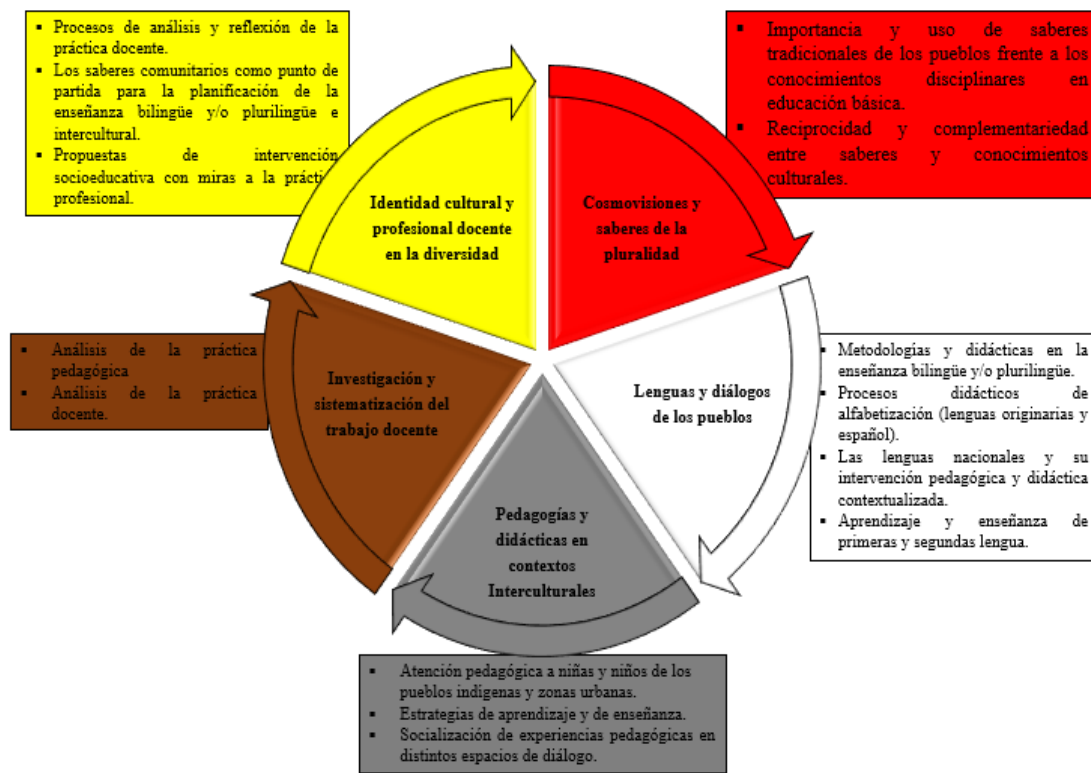 ▪ Procesos de análisis y reflexión de la
práctica docente.
▪ Los saberes comunitarios como punto de
partida para la planificación de la
enseñanza bilingüe y/o plurilingüe e
intercultural.
▪ Propuestas de intervención
socioeducativa con miras a la práctic
profesional.
▪ Importancia y uso de saberes
tradicionales de los pueblos frente a los
conocimientos disciplinares en
educación básica.
▪ Reciprocidad y complementariedad
entre saberes y conocimientos
culturales.
Identidad cultural y
profesional docente
en la diversidad
Cosmovisiones y
saberes de la
pluralidad
▪ Análisis de la práctica
pedagógica
▪ Análisis de la práctica
docente.
Investigación y
sistematización del
trabajo docente
Lenguas y diálogos
de los pueblos
▪ Metodologías y didácticas en la
enseñanza bilingüe y/o plurilingüe.
▪ Procesos didácticos de
alfabetización (lenguas originarias y
español).
▪ Las lenguas nacionales y su
intervención pedagógica y didáctica
contextualizada.
▪ Aprendizaje y enseñanza de
primeras y segundas lengua.
Pedagogías y
didácticas en
contextos
Interculturales
▪ Atención pedagógica a niñas y niños de los
pueblos indígenas y zonas urbanas.
▪ Estrategias de aprendizaje y de enseñanza.
▪ Socialización de experiencias pedagógicas en
distintos espacios de diálogo.